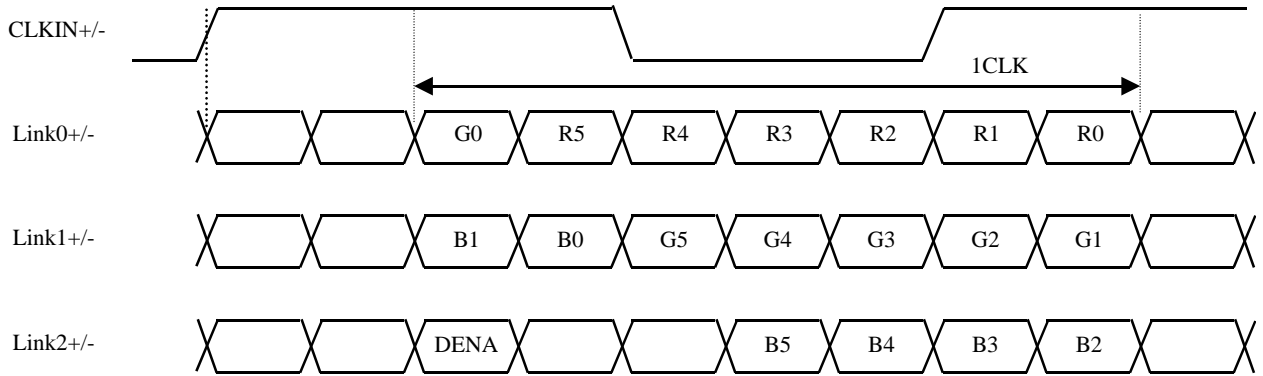 CLKIN+/-
1CLK
Link0+/- G0 R5 R4 R3 R2 R1 R0
Link1+/- B1 B0 G5 G4 G3 G2 G1
Link2+/- DENA B5 B4 B3 B2